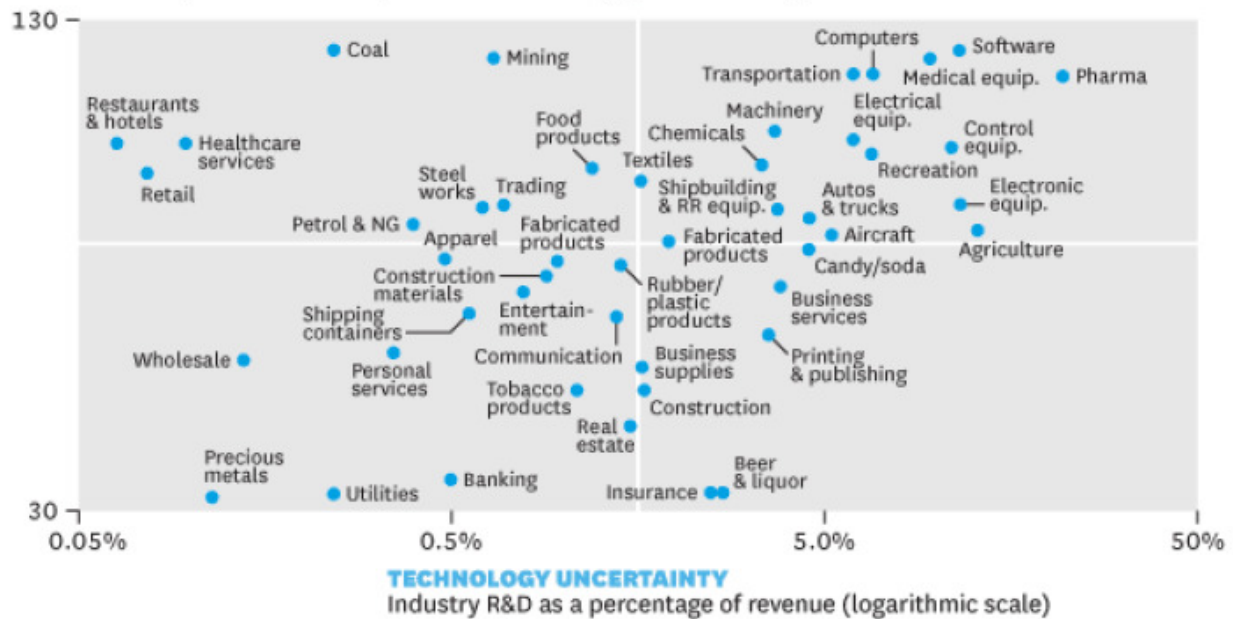 130
Coal
Mining
Computers
Software
Transportation
Medical equip.
Pharma
Restaurants
& hotels
Healthcare
services
Retail
Food
products
Machinery
Chemicals
Electrical
equip.
Control
equip.
Recreation
Textiles
Steel
works
Trading
Shipbuilding
& RR equip.
Autos
& trucks
Electronic
equip.
Petrol & NG
Apparel
Fabricated
products
Fabricated
products
Aircraft
Agriculture
Candy/soda
Construction
materials
Rubber/
plastic
products
Business
services
Shipping
containers
Entertain-
ment
Communication
Wholesale
Personal
services
Business
supplies
Printing
& publishing
Tobacco
products
Construction
Real
estate
Precious
metals
Utilities
Banking
Insurance
Beer
& liquor
30
0.05%
0.5%
5.0%
50%
TECHNOLOGY UNCERTAINTY
Industry R&D as a percentage of revenue (logarithmic scale)